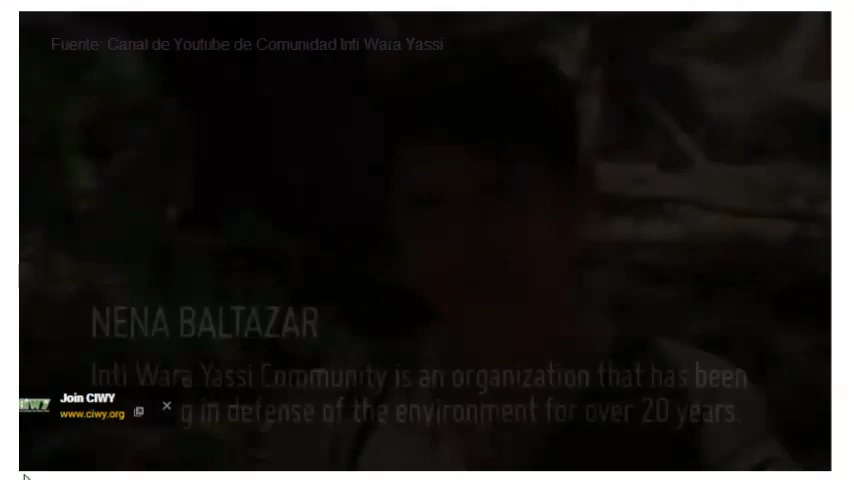 Fuente: Canal de Youtube de Comunidad Inti Wara Yassi
NENA BALTAZAR
Inti Wara Yassi Community is an organization that has been
g in defense of the environment for over 20 years.
CIWY
Join CIWY
www.ciwy.org